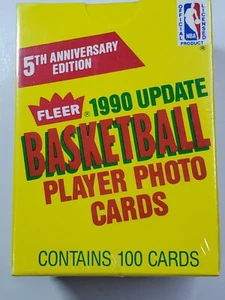 5TH ANNIVERSARY
EDITION
OFFICIAL
LICENSED
NBA
PRODUCT
FLEER ® 1990 UPDATE
BASKETBALL
PLAYER PHOTO
CARDS
CONTAINS 100 CARDS